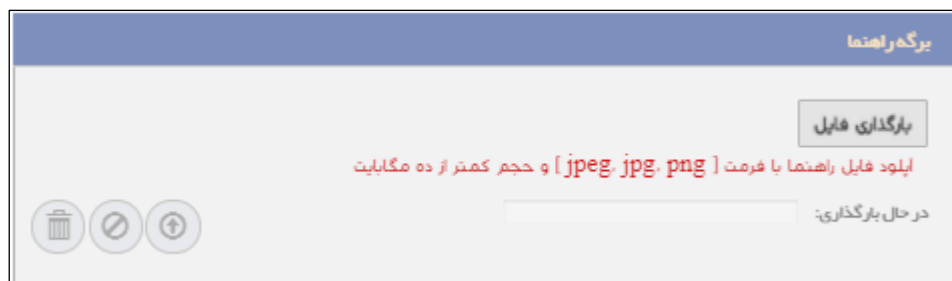 برگه راهنما
بارگذاری فایل
آپلود فایل راهنما با فرمت [ jpeg, jpg, png ] و حجم کمتر از ده مگابایت
در حال بارگذاری: